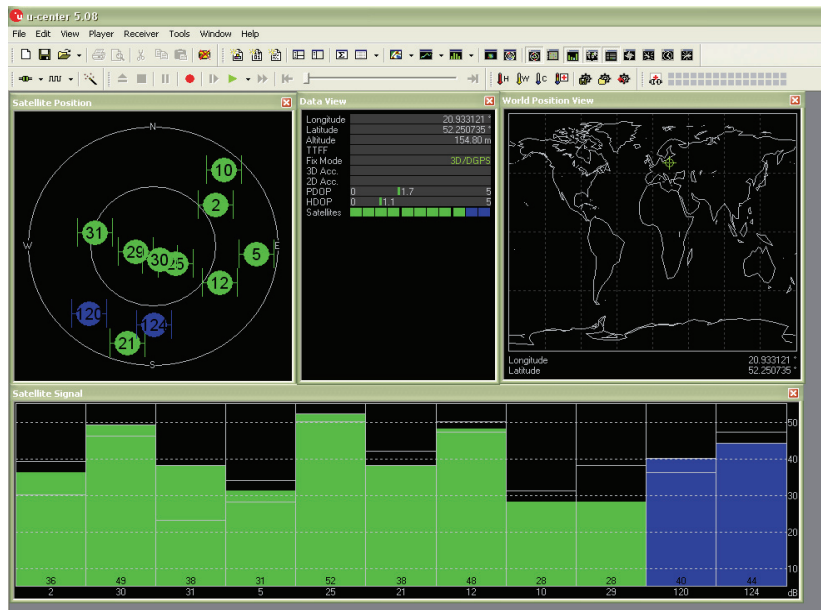 u-center 5.08
File Edit View Player Receiver Tools Window Help
Satellite Position
N
10
2
31
W
29
30
25
5
E
12
120
124
21
S
Data View
Longitude 20.933121 °
Latitude 52.250735 °
Altitude 154.80 m
TTFF
Fix Mode 3D/DGPS
3D Acc.
2D Acc.
PDOP 0 1.7 5
HDOP 0 1.1 5
Satellites
World Position View
Longitude 20.933121 °
Latitude 52.250735 °
Satellite Signal
50
40
30
20
10
36 49 38 31 52 38 48 28 28 40 44
2 30 31 5 25 21 12 10 29 120 124 dB